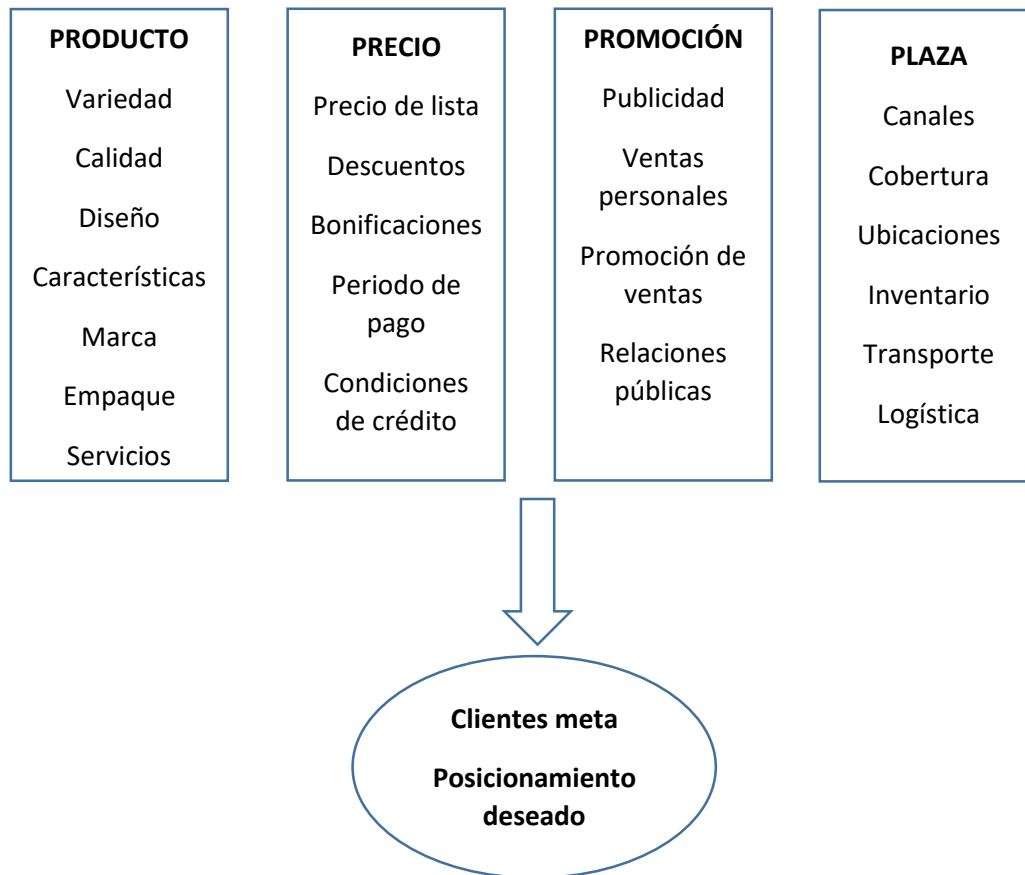 PRODUCTO
Variedad
Calidad
Diseño
Características
Marca
Empaque
Servicios
PRECIO
Precio de lista
Descuentos
Bonificaciones
Periodo de
pago
Condiciones
de crédito
PROMOCIÓN
Publicidad
Ventas
personales
Promoción de
ventas
Relaciones
públicas
PLAZA
Canales
Cobertura
Ubicaciones
Inventario
Transporte
Logística
Clientes meta
Posicionamiento
deseado